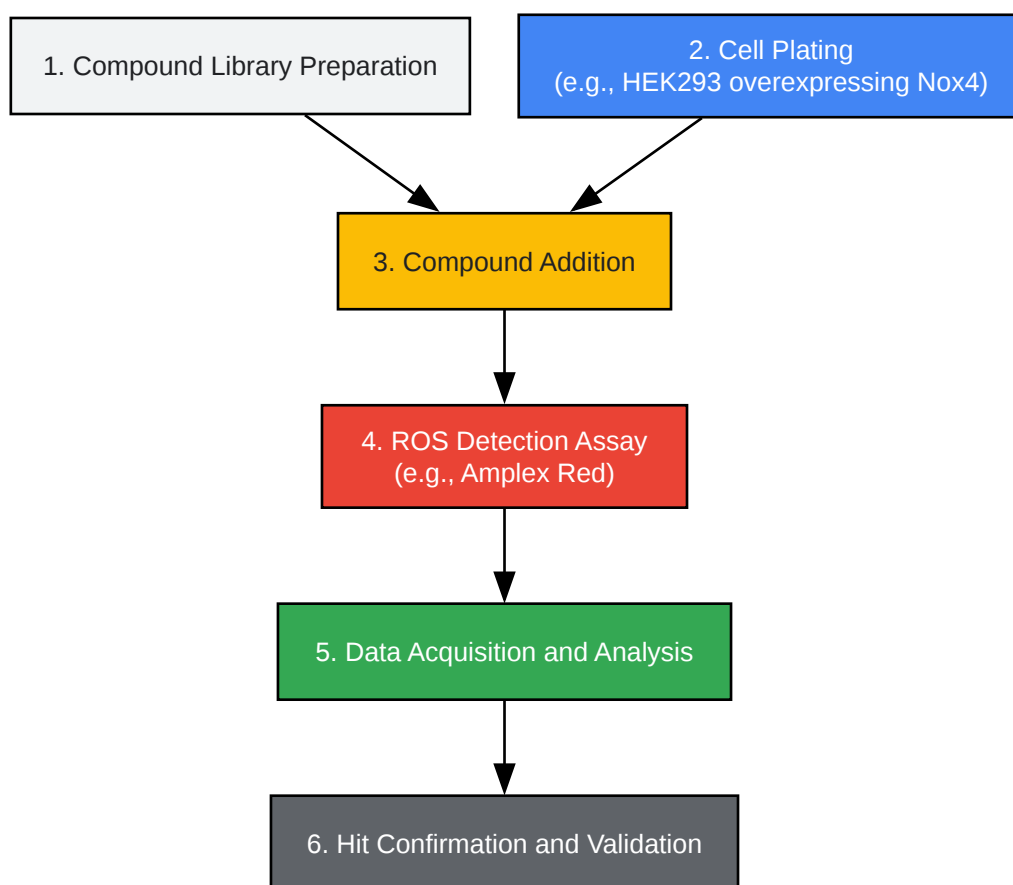 1. Compound Library Preparation
2. Cell Plating
(e.g., HEK293 overexpressing Nox4)
3. Compound Addition
4. ROS Detection Assay
(e.g., Amplex Red)
5. Data Acquisition and Analysis
6. Hit Confirmation and Validation